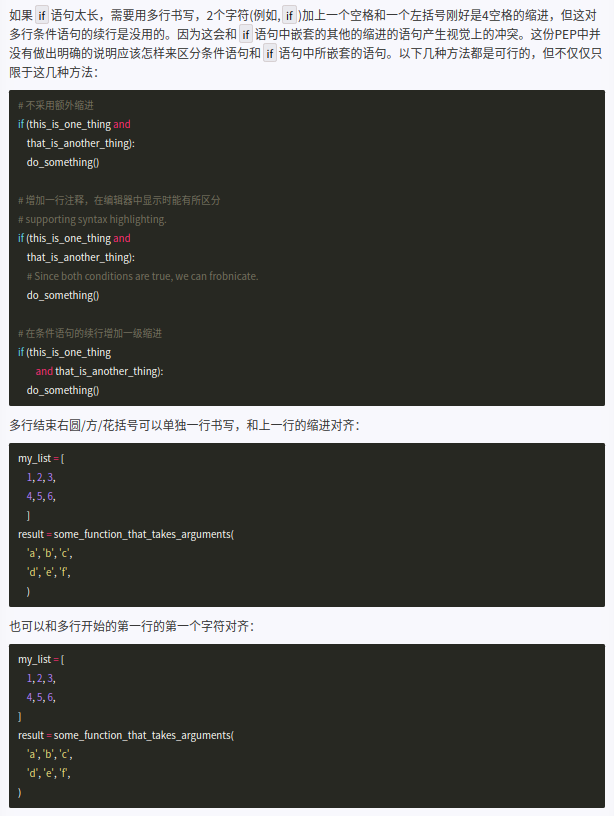 如果 if 语句太长，需要用多行书写，2个字符(例如, if )加上一个空格和一个左括号刚好是4空格的缩进，但这对
多行条件语句的续行是没用的。因为这会和 if 语句中嵌套的其他的缩进的语句产生视觉上的冲突。这份PEP中并
没有做出明确的说明应该怎样来区分条件语句和 if 语句中所嵌套的语句。以下几种方法都是可行的，但不仅仅只
限于这几种方法：
# 不采用额外缩进
if (this_is_one_thing and
    that_is_another_thing):
    do_something()
# 增加一行注释，在编辑器中显示时能有所区分
# supporting syntax highlighting.
if (this_is_one_thing and
    that_is_another_thing):
    # Since both conditions are true, we can frobnicate.
    do_something()
# 在条件语句的续行增加一级缩进
if (this_is_one_thing
        and that_is_another_thing):
    do_something()
多行结束右圆/方/花括号可以单独一行书写，和上一行的缩进对齐：
my_list = [
    1, 2, 3,
    4, 5, 6,
    ]
result = some_function_that_takes_arguments(
    'a', 'b', 'c',
    'd', 'e', 'f',
    )
也可以和多行开始的第一行的第一个字符对齐：
my_list = [
    1, 2, 3,
    4, 5, 6,
]
result = some_function_that_takes_arguments(
    'a', 'b', 'c',
    'd', 'e', 'f',
)